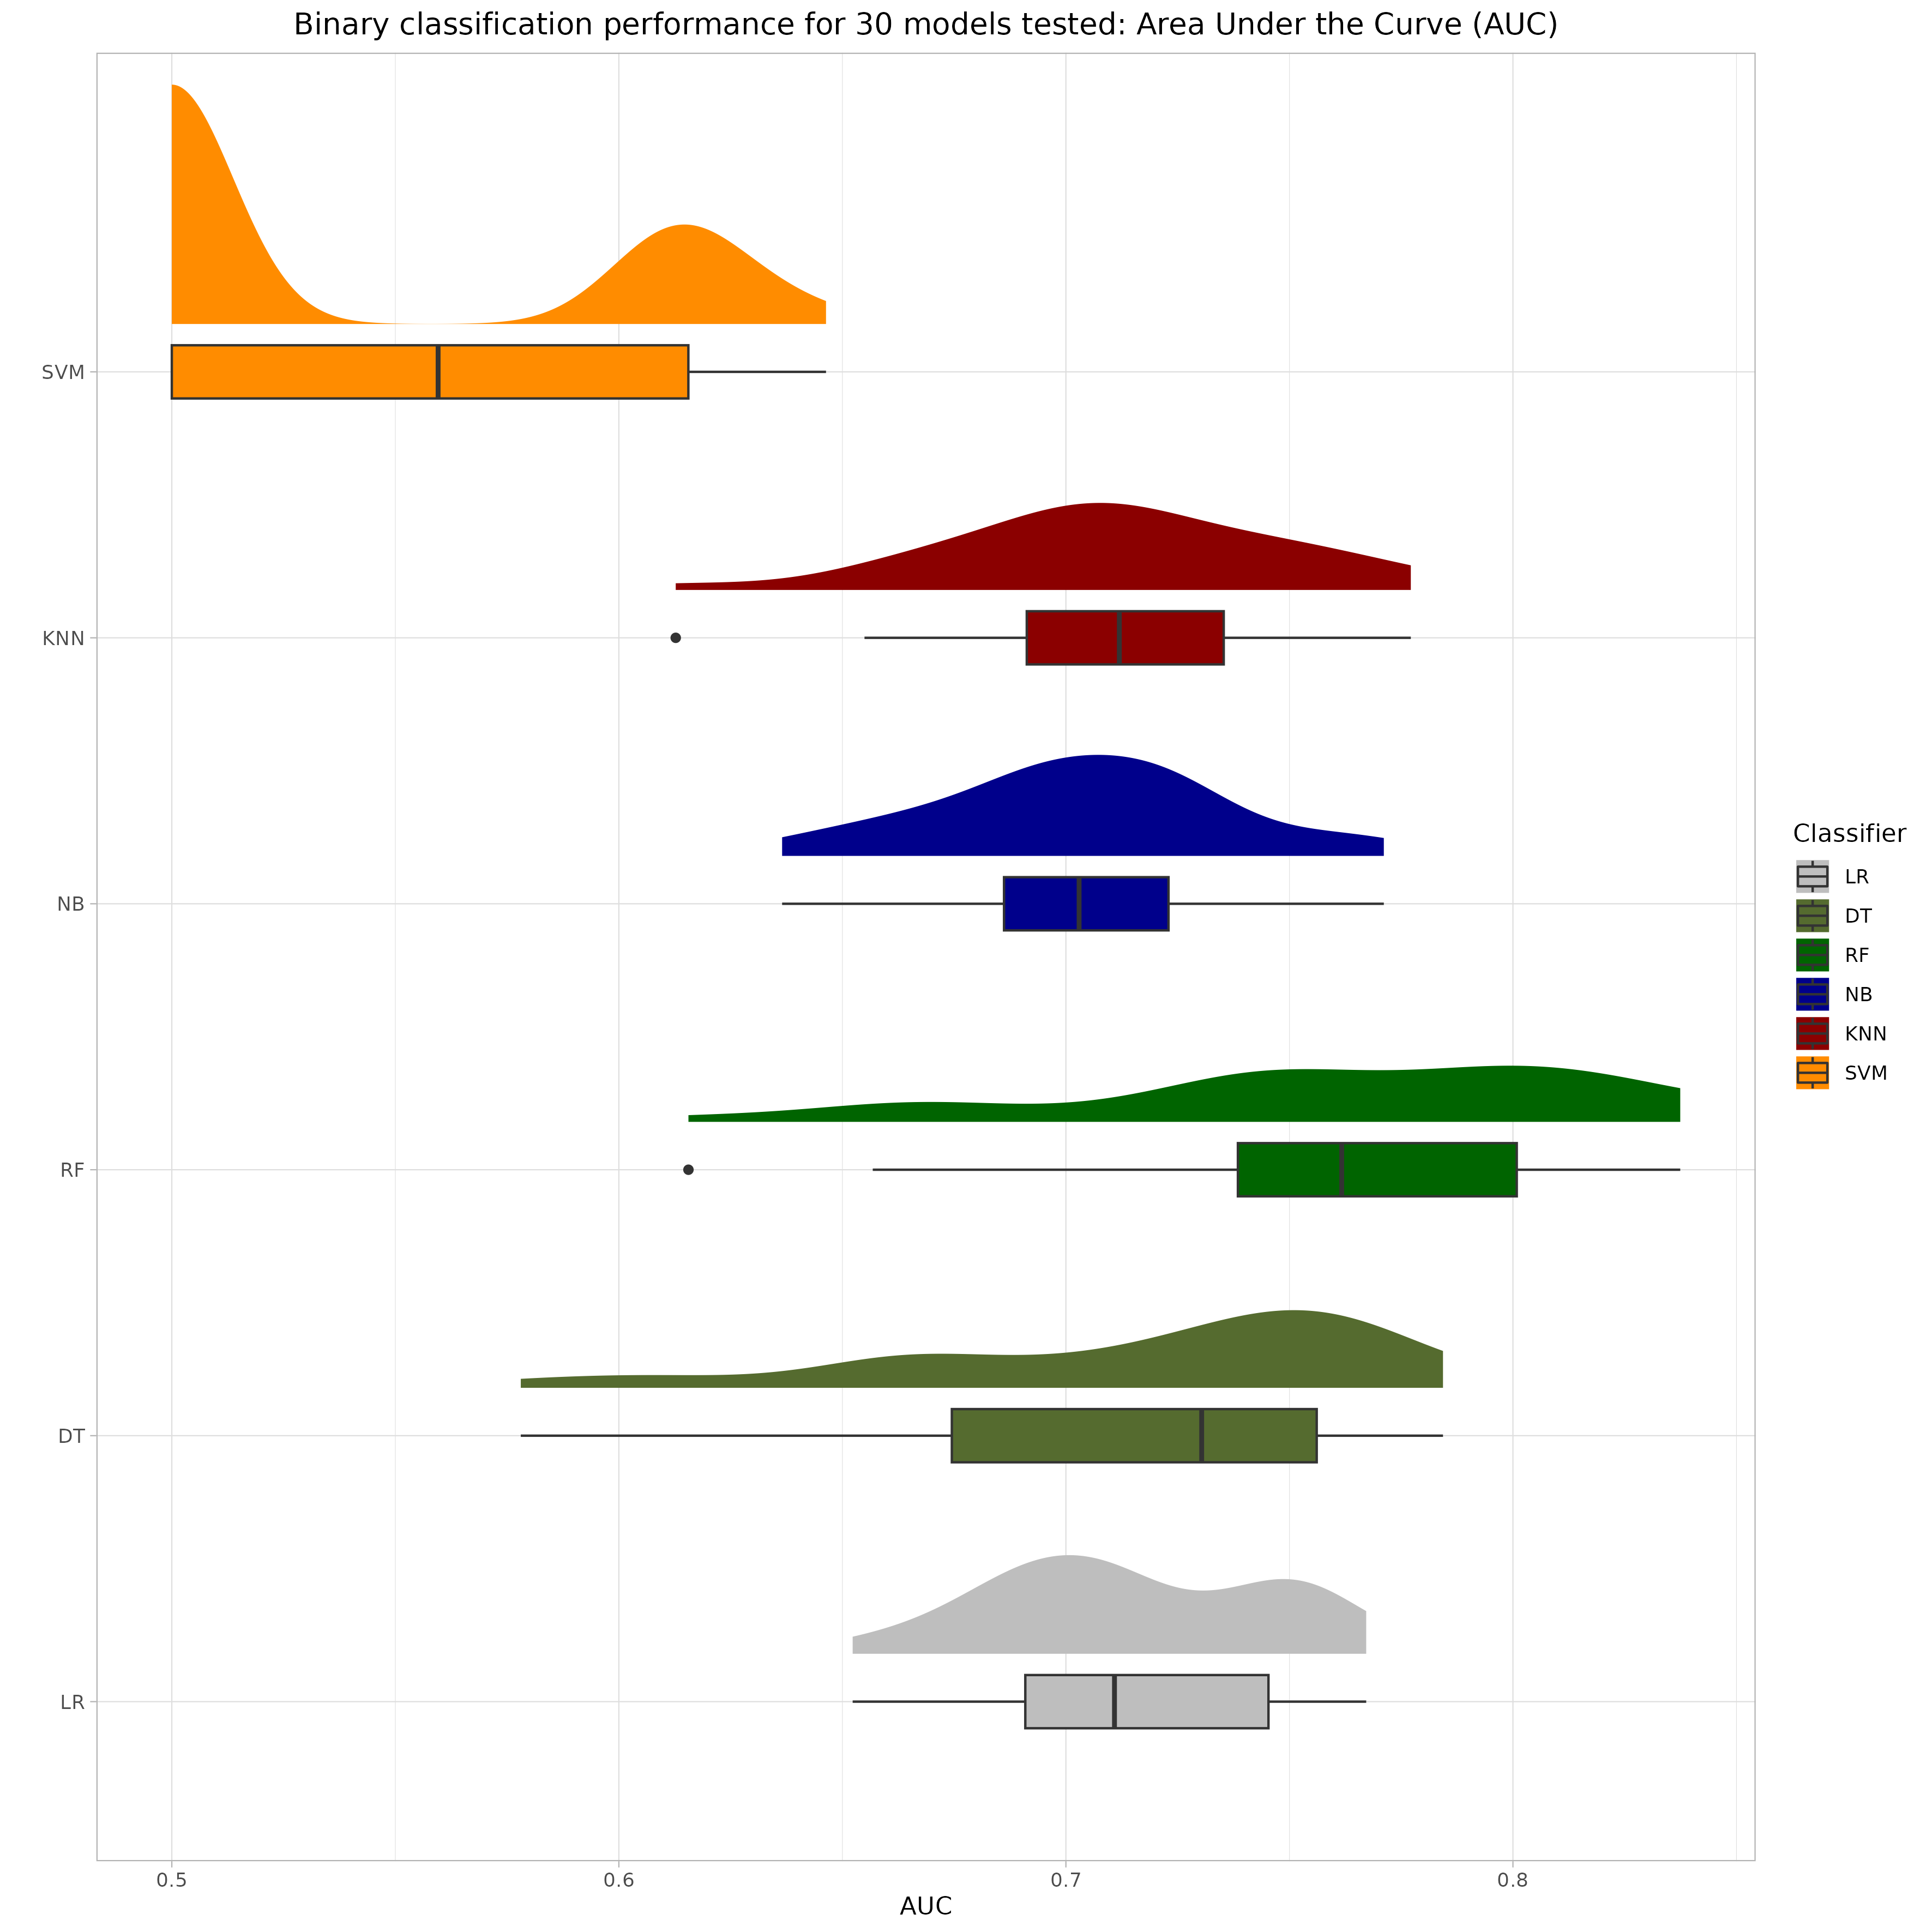 Binary classification performance for 30 models tested: Area Under the Curve (AUC)
SVM
KNN
NB
RF
DT
LR
0.5
0.6
0.7
0.8
AUC
Classifier
LR
DT
RF
NB
KNN
SVM